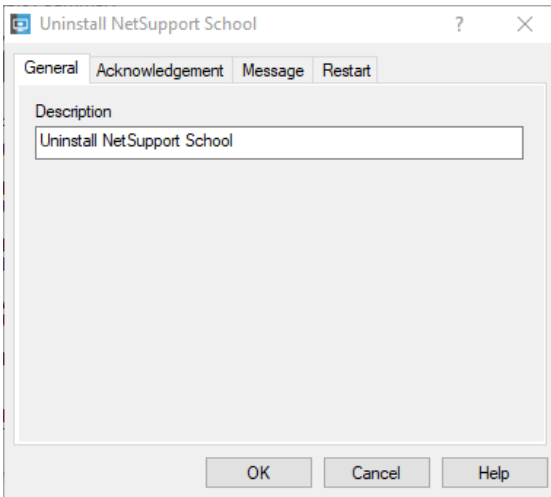 Uninstall NetSupport School ?
General Acknowledgement Message Restart
Description
Uninstall NetSupport School
OK Cancel Help